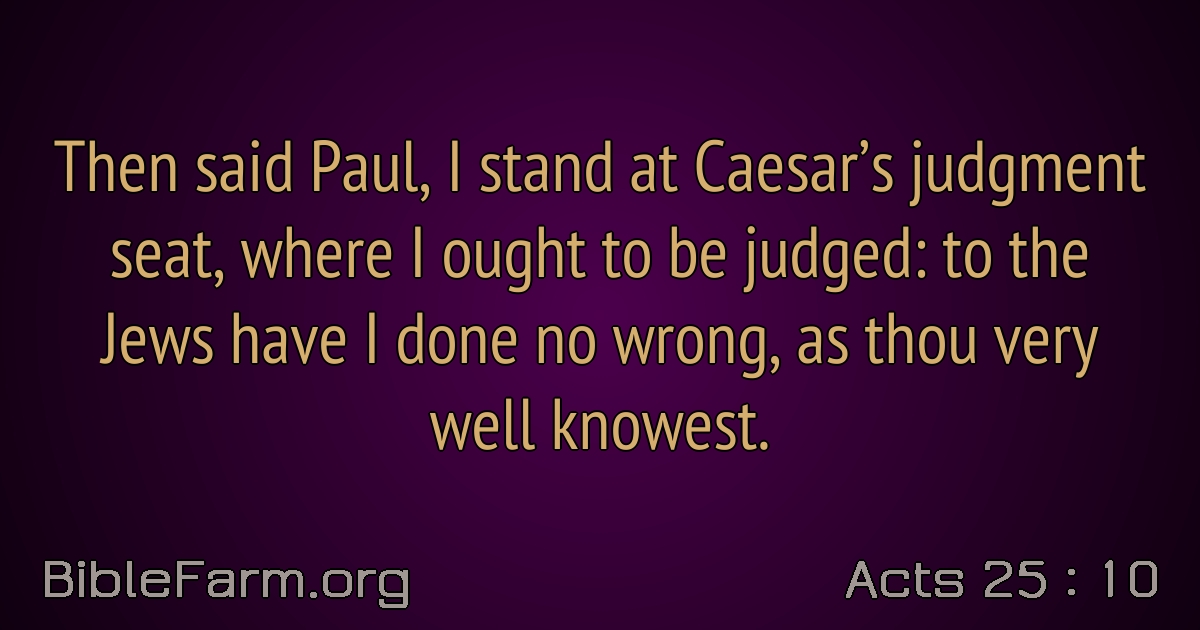 Then said Paul, I stand at Caesar’s judgment
seat, where I ought to be judged: to the
Jews have I done no wrong, as thou very
well knowest.
BibleFarm.org
Acts 25 : 10